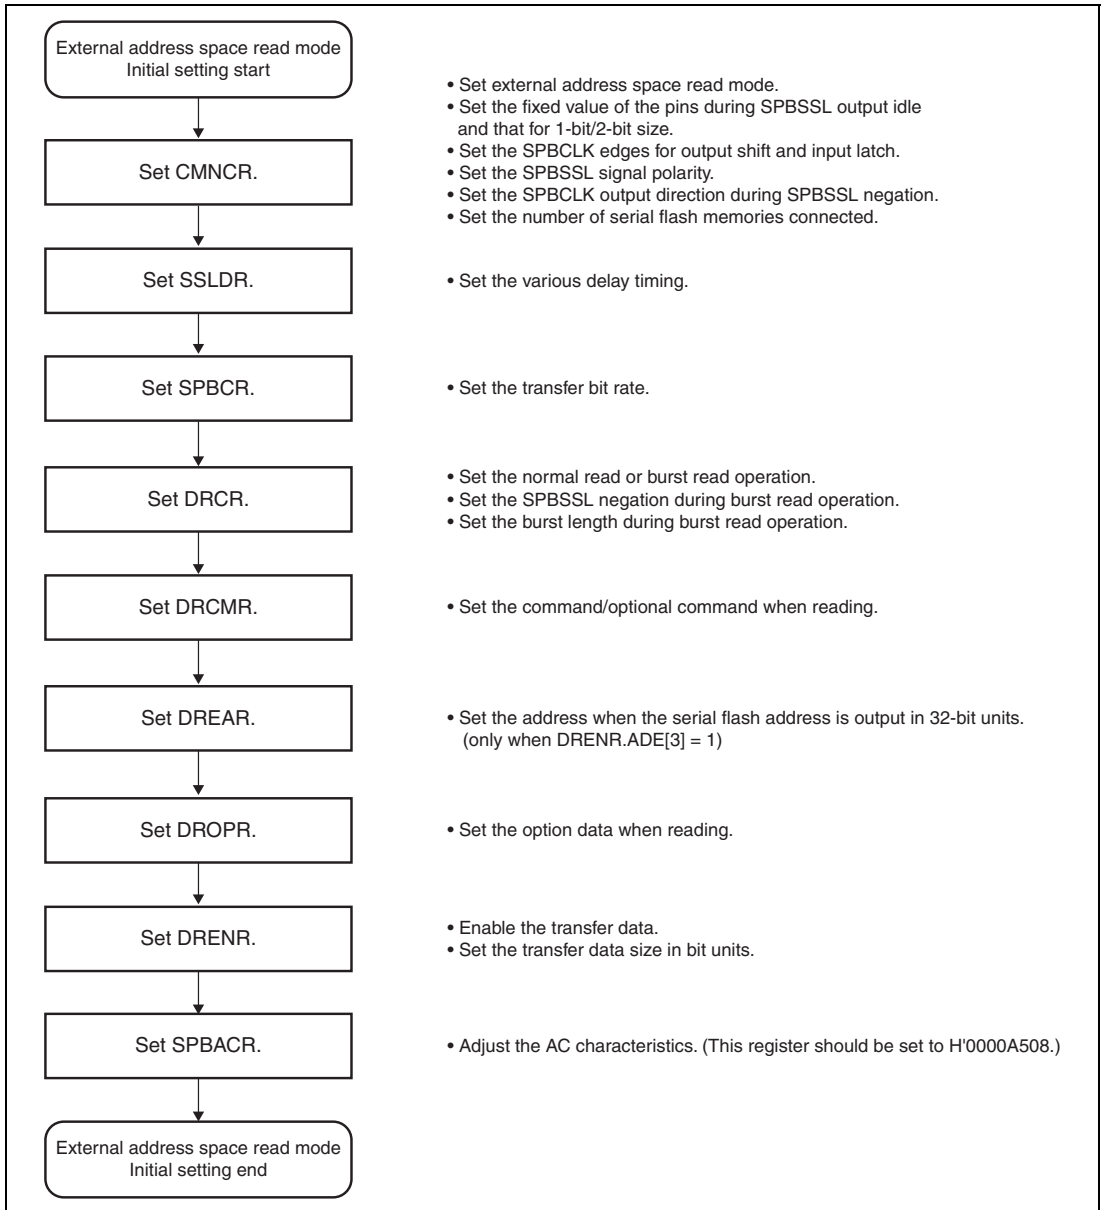 External address space read mode
Initial setting start
• Set external address space read mode.
• Set the fixed value of the pins during SPBSSL output idle
and that for 1-bit/2-bit size.
• Set the SPBCLK edges for output shift and input latch.
• Set the SPBSSL signal polarity.
• Set the SPBCLK output direction during SPBSSL negation.
• Set the number of serial flash memories connected.
Set CMNCR.
Set SSLDR.
• Set the various delay timing.
Set SPBCR.
• Set the transfer bit rate.
Set DRCR.
• Set the normal read or burst read operation.
• Set the SPBSSL negation during burst read operation.
• Set the burst length during burst read operation.
Set DRCMR.
• Set the command/optional command when reading.
Set DREAR.
• Set the address when the serial flash address is output in 32-bit units.
(only when DRENR.ADE[3] = 1)
Set DROPR.
• Set the option data when reading.
Set DRENR.
• Enable the transfer data.
• Set the transfer data size in bit units.
Set SPBACR.
• Adjust the AC characteristics. (This register should be set to H'0000A508.)
External address space read mode
Initial setting end